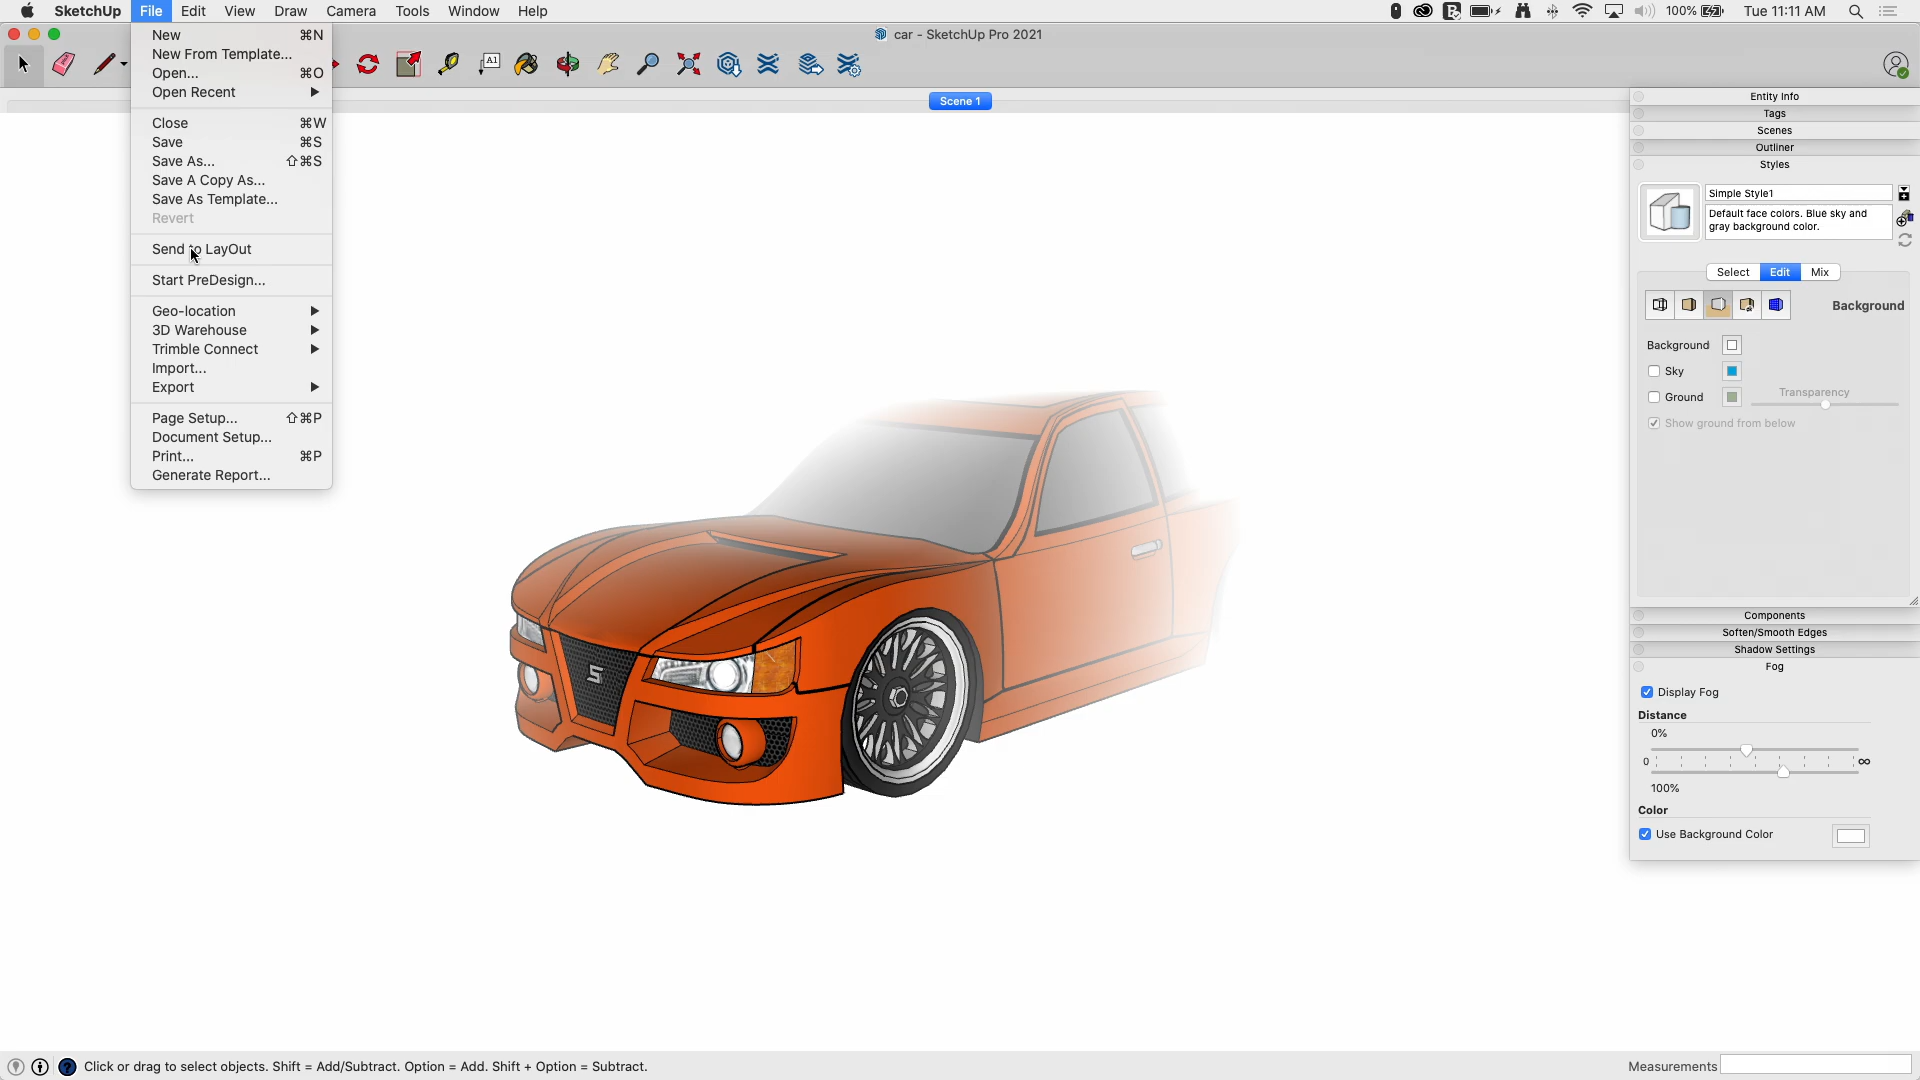 SketchUp File Edit View Draw Camera Tools Window Help
100% Tue 11:11 AM
car - SketchUp Pro 2021
Scene 1
New ⌘N
New From Template...
Open... ⌘O
Open Recent
Close ⌘W
Save ⌘S
Save As... ⇧⌘S
Save A Copy As...
Save As Template...
Revert
Send to LayOut
Start PreDesign...
Geo-location
3D Warehouse
Trimble Connect
Import...
Export
Page Setup... ⇧⌘P
Document Setup...
Print... ⌘P
Generate Report...
A1
S
Entity Info
Tags
Scenes
Outliner
Styles
Simple Style1
Default face colors. Blue sky and
gray background color.
Select Edit Mix
Background
Background
Sky
Transparency
Ground
Show ground from below
Components
Soften/Smooth Edges
Shadow Settings
Fog
Display Fog
Distance
0%
0 ∞
100%
Color
Use Background Color
Click or drag to select objects. Shift = Add/Subtract. Option = Add. Shift + Option = Subtract.
Measurements